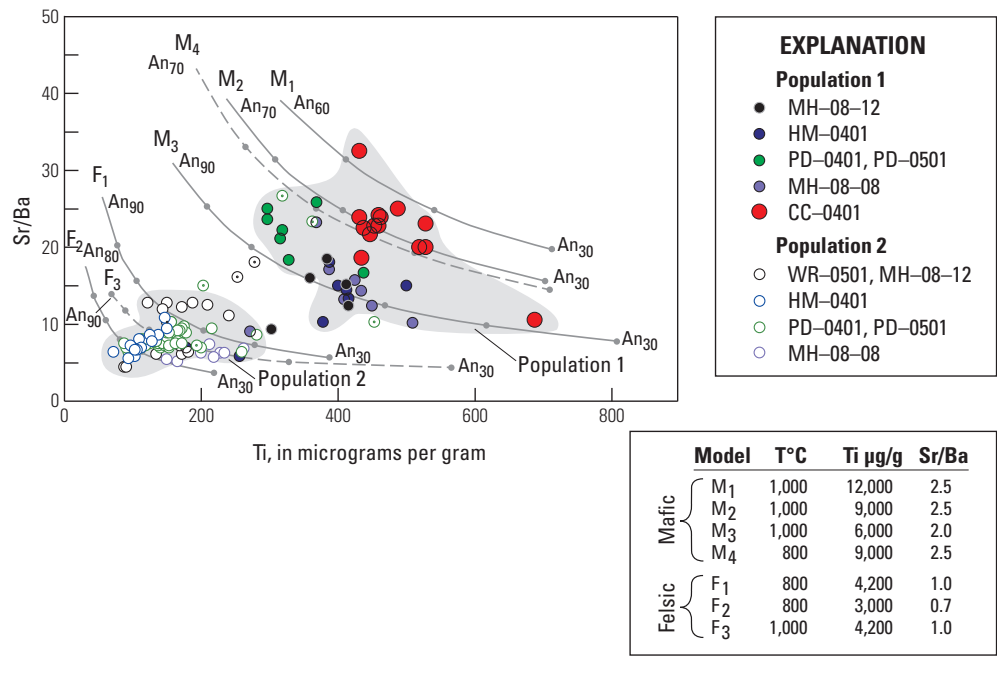 50
40
30
20
10
0
Sr/Ba
0
200
400
600
800
Ti, in micrograms per gram
M4
An70
M2
An70
M1
An60
M3
An90
F1
An90
F2
An80
F3
An90
An30
An30
An30
An30
An30
An30
Population 1
Population 2
EXPLANATION
Population 1
MH–08–12
HM–0401
PD–0401, PD–0501
MH–08–08
CC–0401
Population 2
WR–0501, MH–08–12
HM–0401
PD–0401, PD–0501
MH–08–08
Model T°C Ti µg/g Sr/Ba
Mafic
M1 1,000 12,000 2.5
M2 1,000 9,000 2.5
M3 1,000 6,000 2.0
M4 800 9,000 2.5
Felsic
F1 800 4,200 1.0
F2 800 3,000 0.7
F3 1,000 4,200 1.0